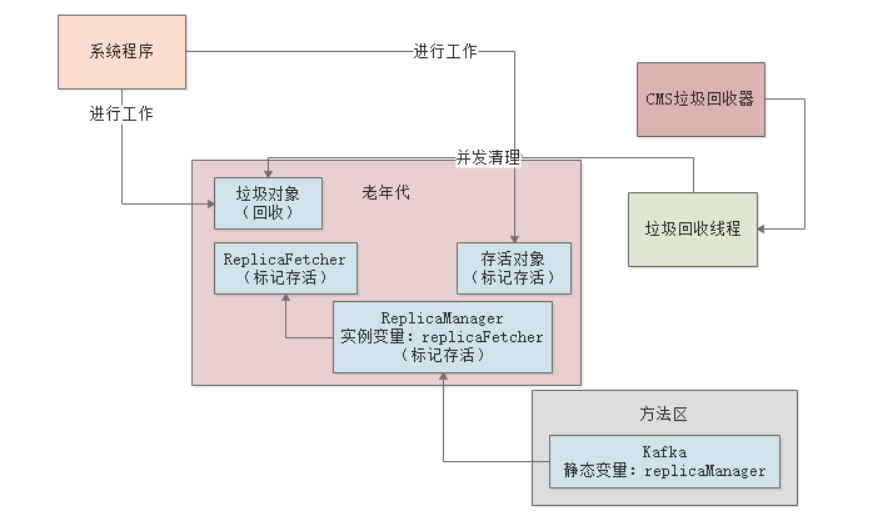 系统程序
进行工作
进行工作
CMS垃圾回收器
并发清理
垃圾对象
（回收）
老年代
垃圾回收线程
ReplicaFetcher
（标记存活）
存活对象
（标记存活）
ReplicaManager
实例变量：replicaFetcher
（标记存活）
方法区
Kafka
静态变量：replicaManager